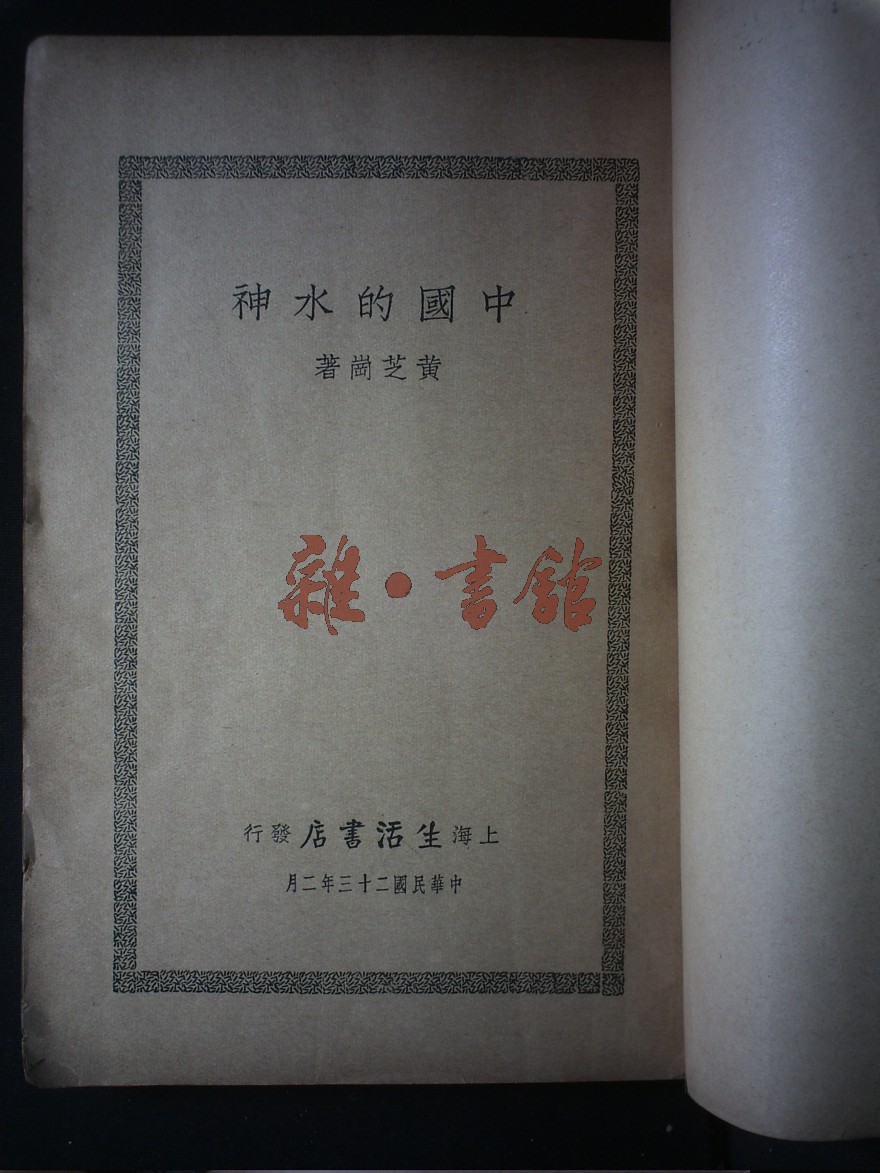 中國的水神
黄芝崗著
雜·書館
上海生活書店發行
中華民國二十三年二月